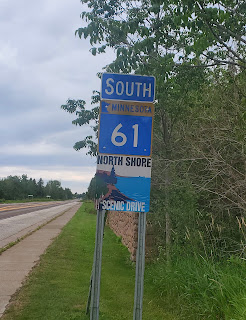 SOUTH
MINNESOTA
61
NORTH SHORE
SCENIC DRIVE